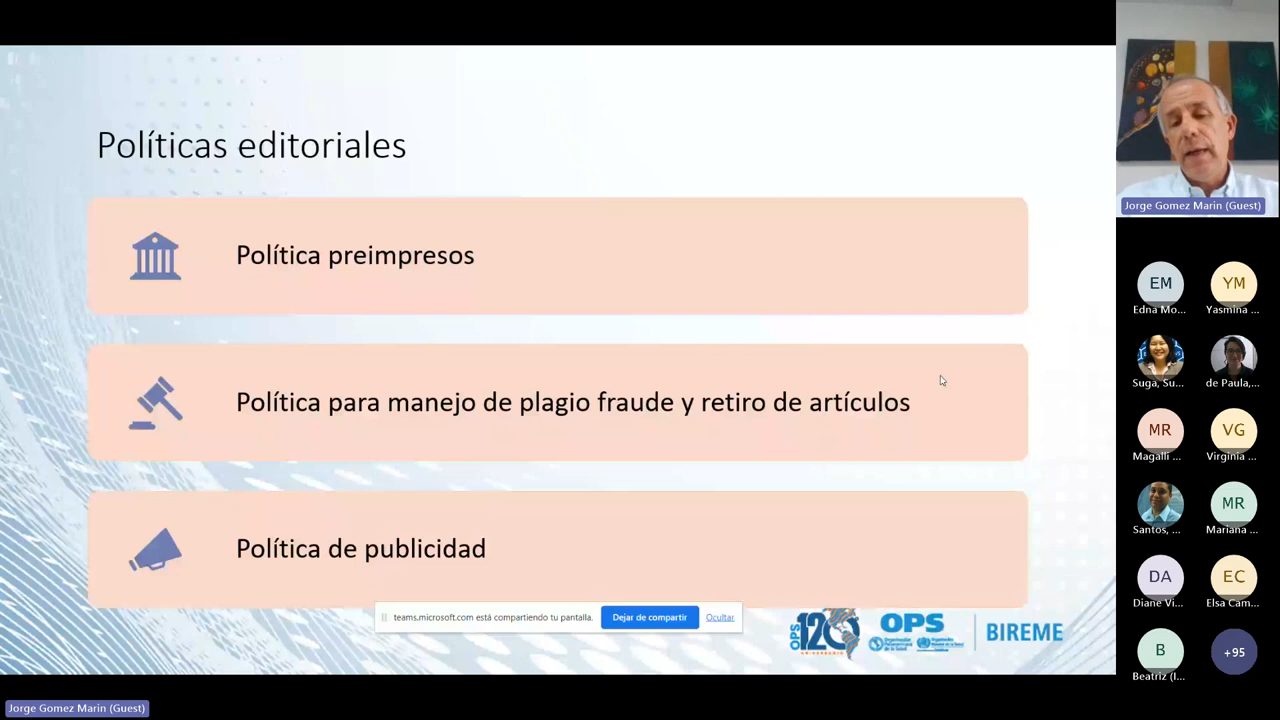 Políticas editoriales
Política preimpresos
Política para manejo de plagio fraude y retiro de artículos
Política de publicidad
teams.microsoft.com está compartiendo tu pantalla.
Dejar de compartir
Ocultar
OPS
120
OPS
BIREME
Jorge Gomez Marin (Guest)
EM
YM
Edna Mo...
Yasmina ...
Suga, Su...
de Paula,...
MR
VG
Magalli ...
Virginia ...
MR
Santos, ...
Mariana ...
DA
EC
Diane Vi...
Elsa Cam...
B
+95
Beatriz (I...
Jorge Gomez Marin (Guest)